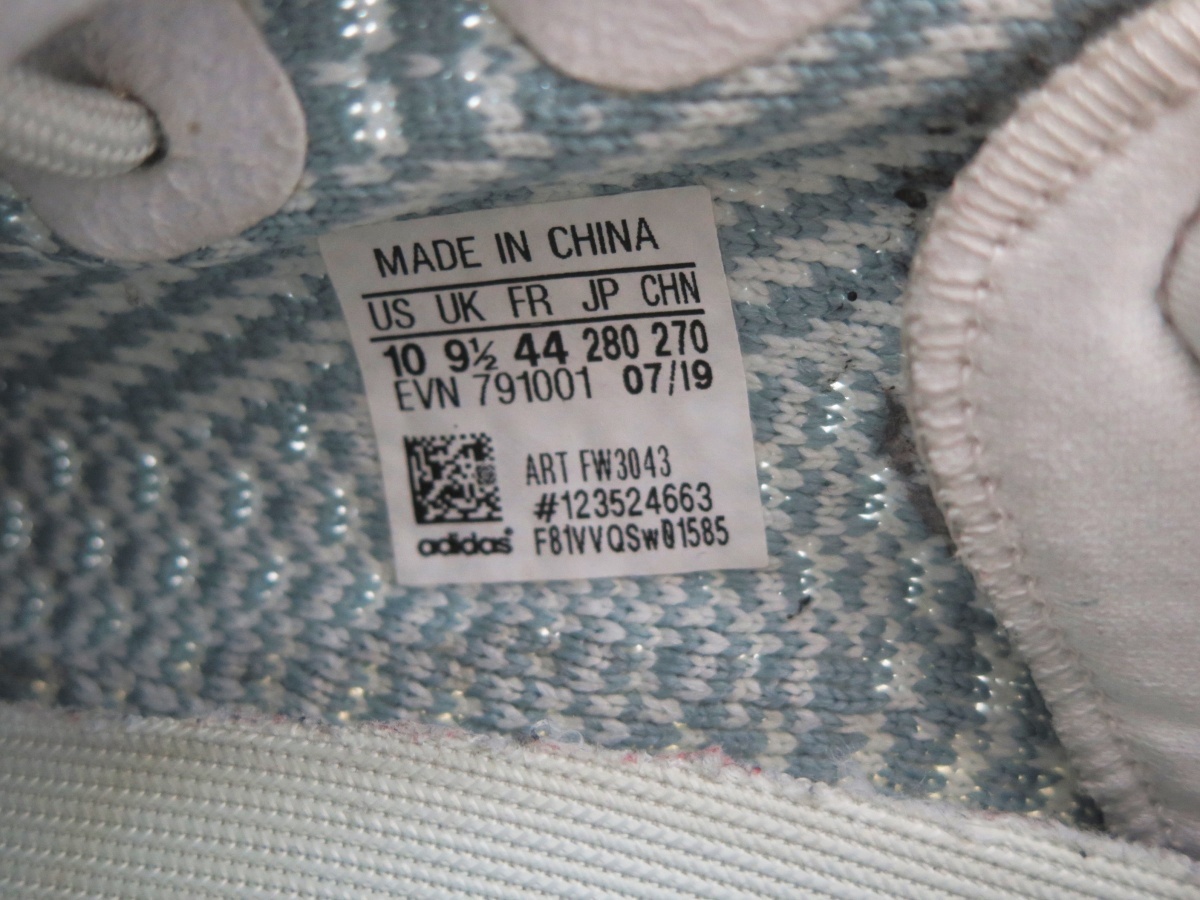 MADE IN CHINA
US UK FR JP CHN
10 9½ 44 280 270
EVN 791001 07/19
ART FW3043
#123524663
adidas F81VVQSw01585